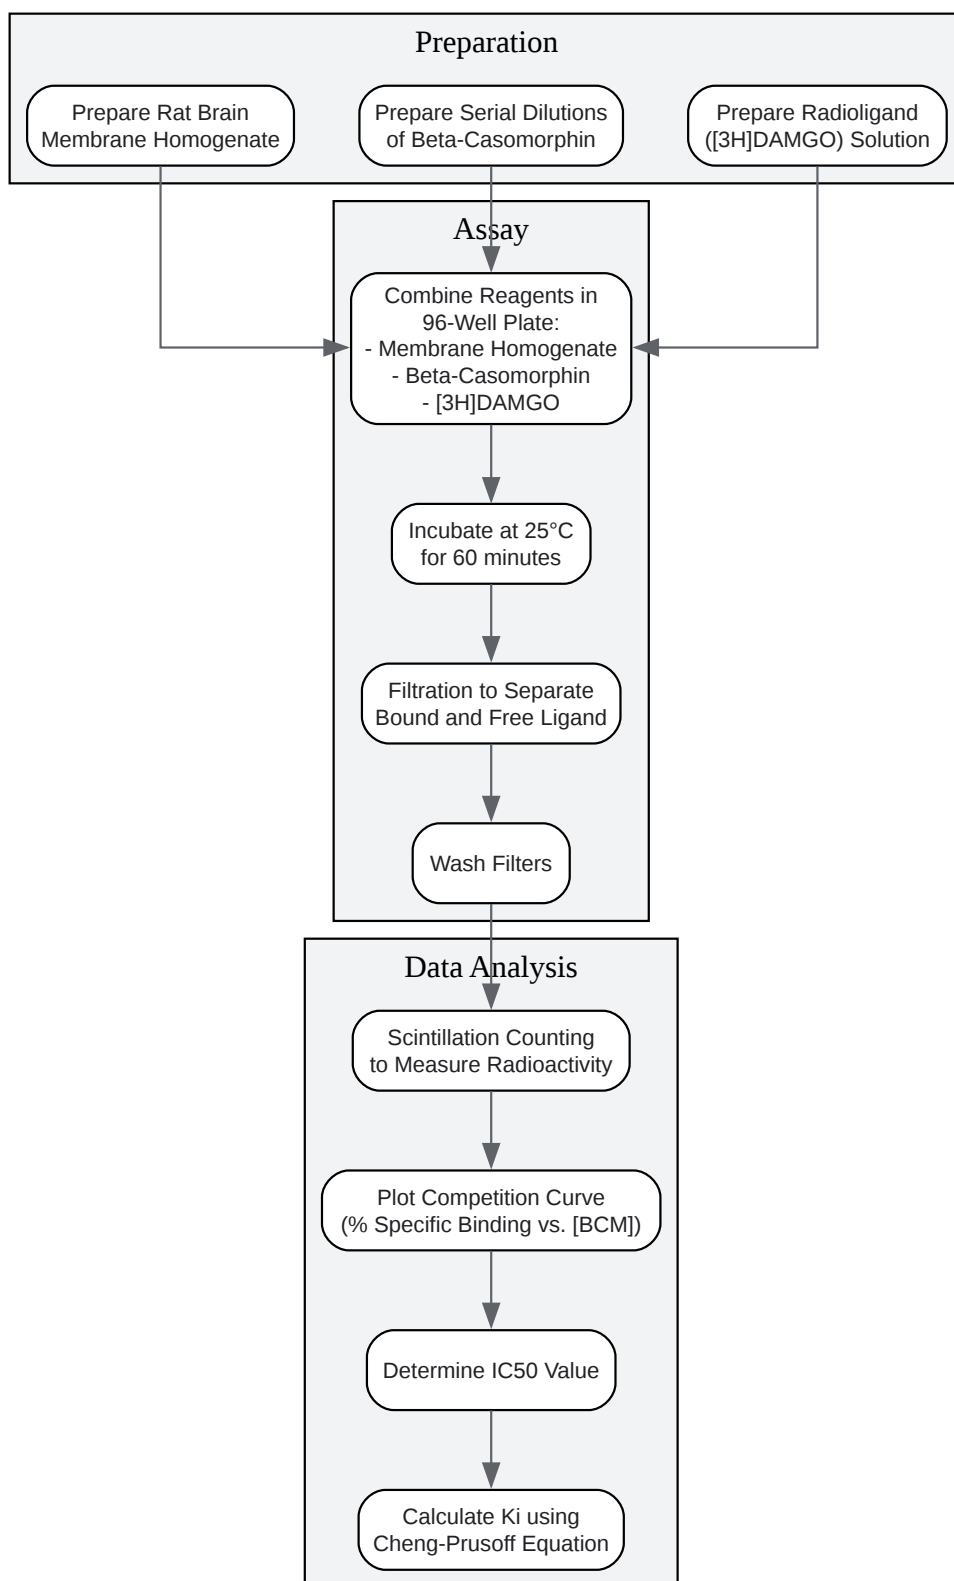 Preparation
Prepare Rat Brain
Membrane Homogenate
Prepare Serial Dilutions
of Beta-Casomorphin
Prepare Radioligand
([3H]DAMGO) Solution
Assay
Combine Reagents in
96-Well Plate:
- Membrane Homogenate
- Beta-Casomorphin
- [3H]DAMGO
Incubate at 25°C
for 60 minutes
Filtration to Separate
Bound and Free Ligand
Wash Filters
Data Analysis
Scintillation Counting
to Measure Radioactivity
Plot Competition Curve
(% Specific Binding vs. [BCM])
Determine IC50 Value
Calculate Ki using
Cheng-Prusoff Equation